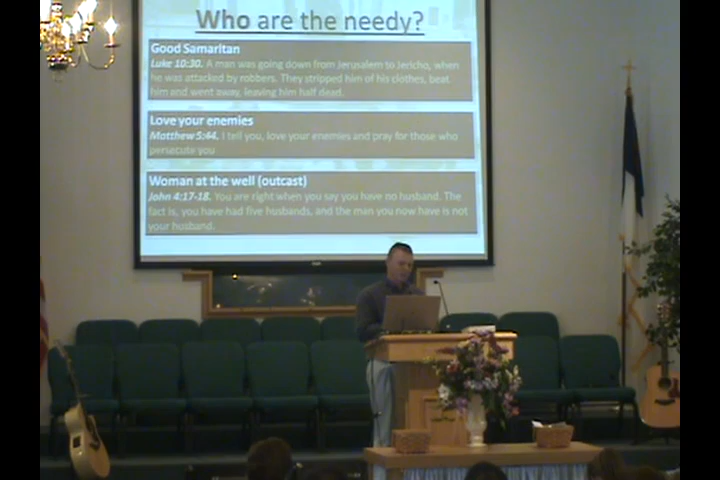 Who are the needy?
Good Samaritan
Luke 10:30. A man was going down from Jerusalem to Jericho, when
he was attacked by robbers. They stripped him of his clothes, beat
him and went away, leaving him half dead.
Love your enemies
Matthew 5:44. I tell you, love your enemies and pray for those who
persecute you
Woman at the well (outcast)
John 4:17-18. You are right when you say you have no husband. The
fact is, you have had five husbands, and the man you now have is not
your husband.